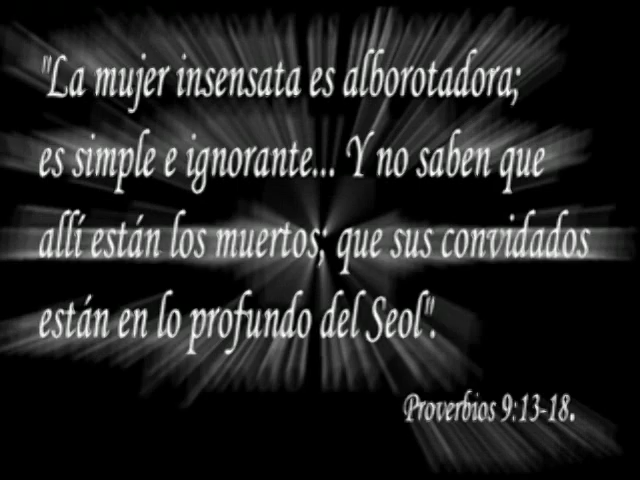 "La mujer insensata es alborotadora;
es simple e ignorante... Y no saben que
allí están los muertos; que sus convidados
están en lo profundo del Seol".
Proverbios 9:13-18.